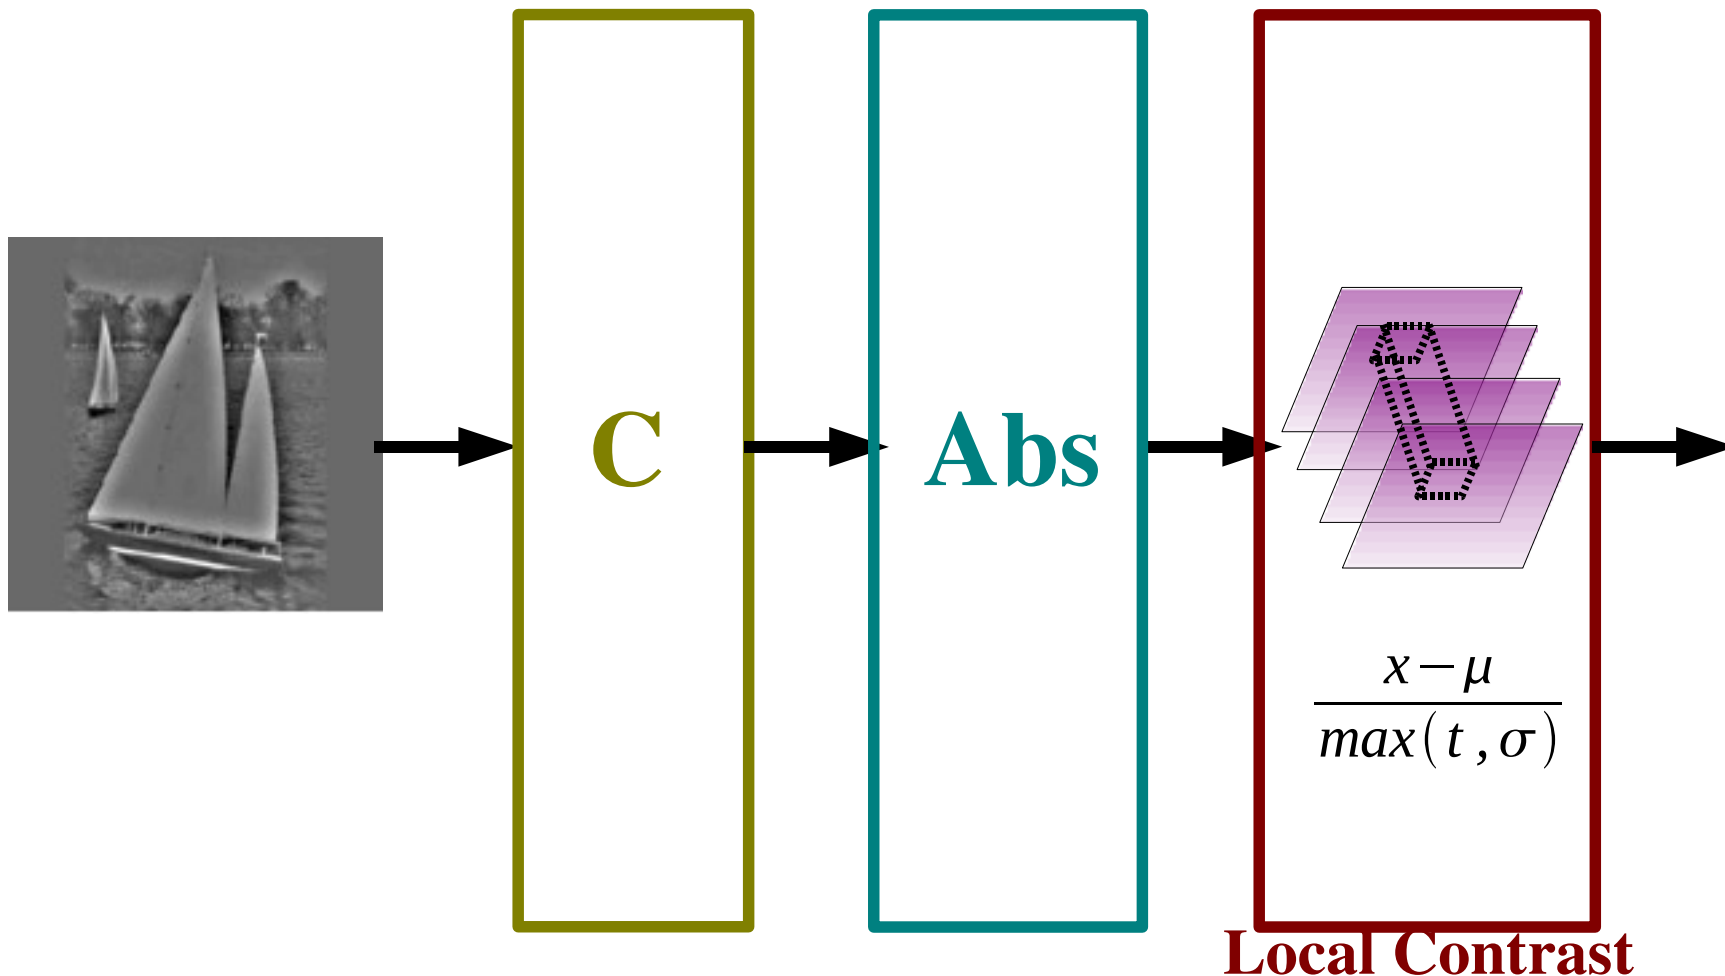 C
Abs
x − μ
max(t, σ)
Local Contrast